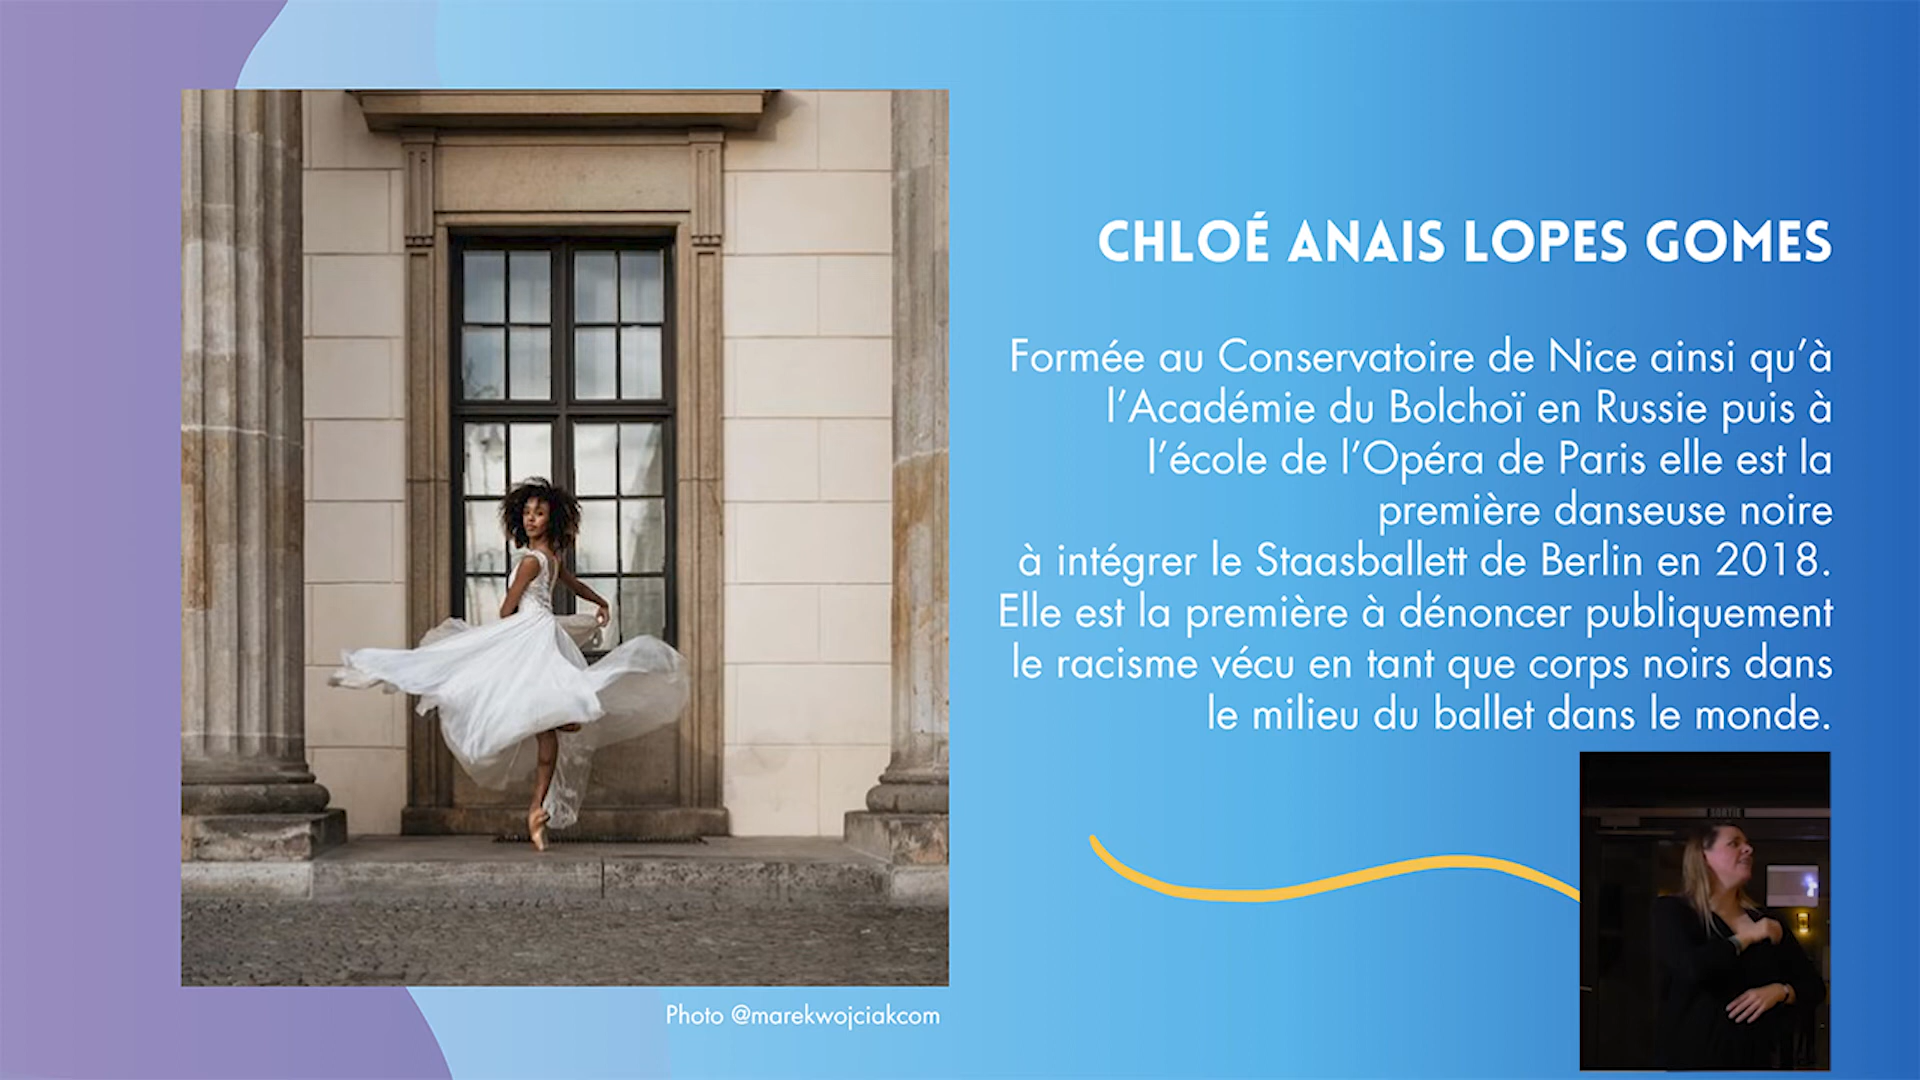 CHLOÉ ANAIS LOPES GOMES
Formée au Conservatoire de Nice ainsi qu’à
l’Académie du Bolchoï en Russie puis à
l’école de l’Opéra de Paris elle est la
première danseuse noire
à intégrer le Staasballett de Berlin en 2018.
Elle est la première à dénoncer publiquement
le racisme vécu en tant que corps noirs dans
le milieu du ballet dans le monde.
SORTIE
Photo @marekwojciakcom